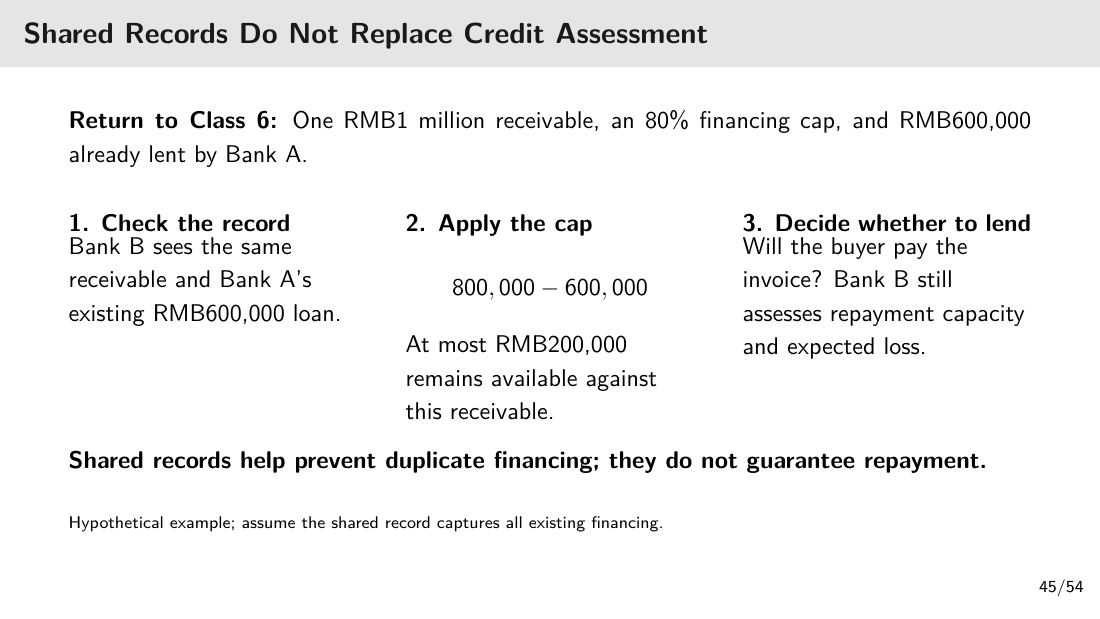 Shared Records Do Not Replace Credit Assessment
Return to Class 6: One RMB1 million receivable, an 80% financing cap, and RMB600,000
already lent by Bank A.
1. Check the record
Bank B sees the same
receivable and Bank A's
existing RMB600,000 loan.
2. Apply the cap
800,000 − 600,000
At most RMB200,000
remains available against
this receivable.
3. Decide whether to lend
Will the buyer pay the
invoice? Bank B still
assesses repayment capacity
and expected loss.
Shared records help prevent duplicate financing; they do not guarantee repayment.
Hypothetical example; assume the shared record captures all existing financing.
45/54